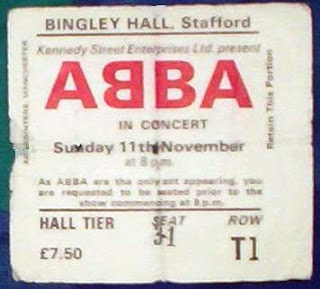 BINGLEY HALL, Stafford
Kennedy Street Enterprises Ltd. present
ABBA
IN CONCERT
Sunday 11th November
at 8 p.m.
As ABBA are the only act appearing, you
are requested to be seated prior to the
show commencing at 8 p.m.
HALL TIER SEAT ROW
£7.50 T1
Retain This Portion
MANCHESTER